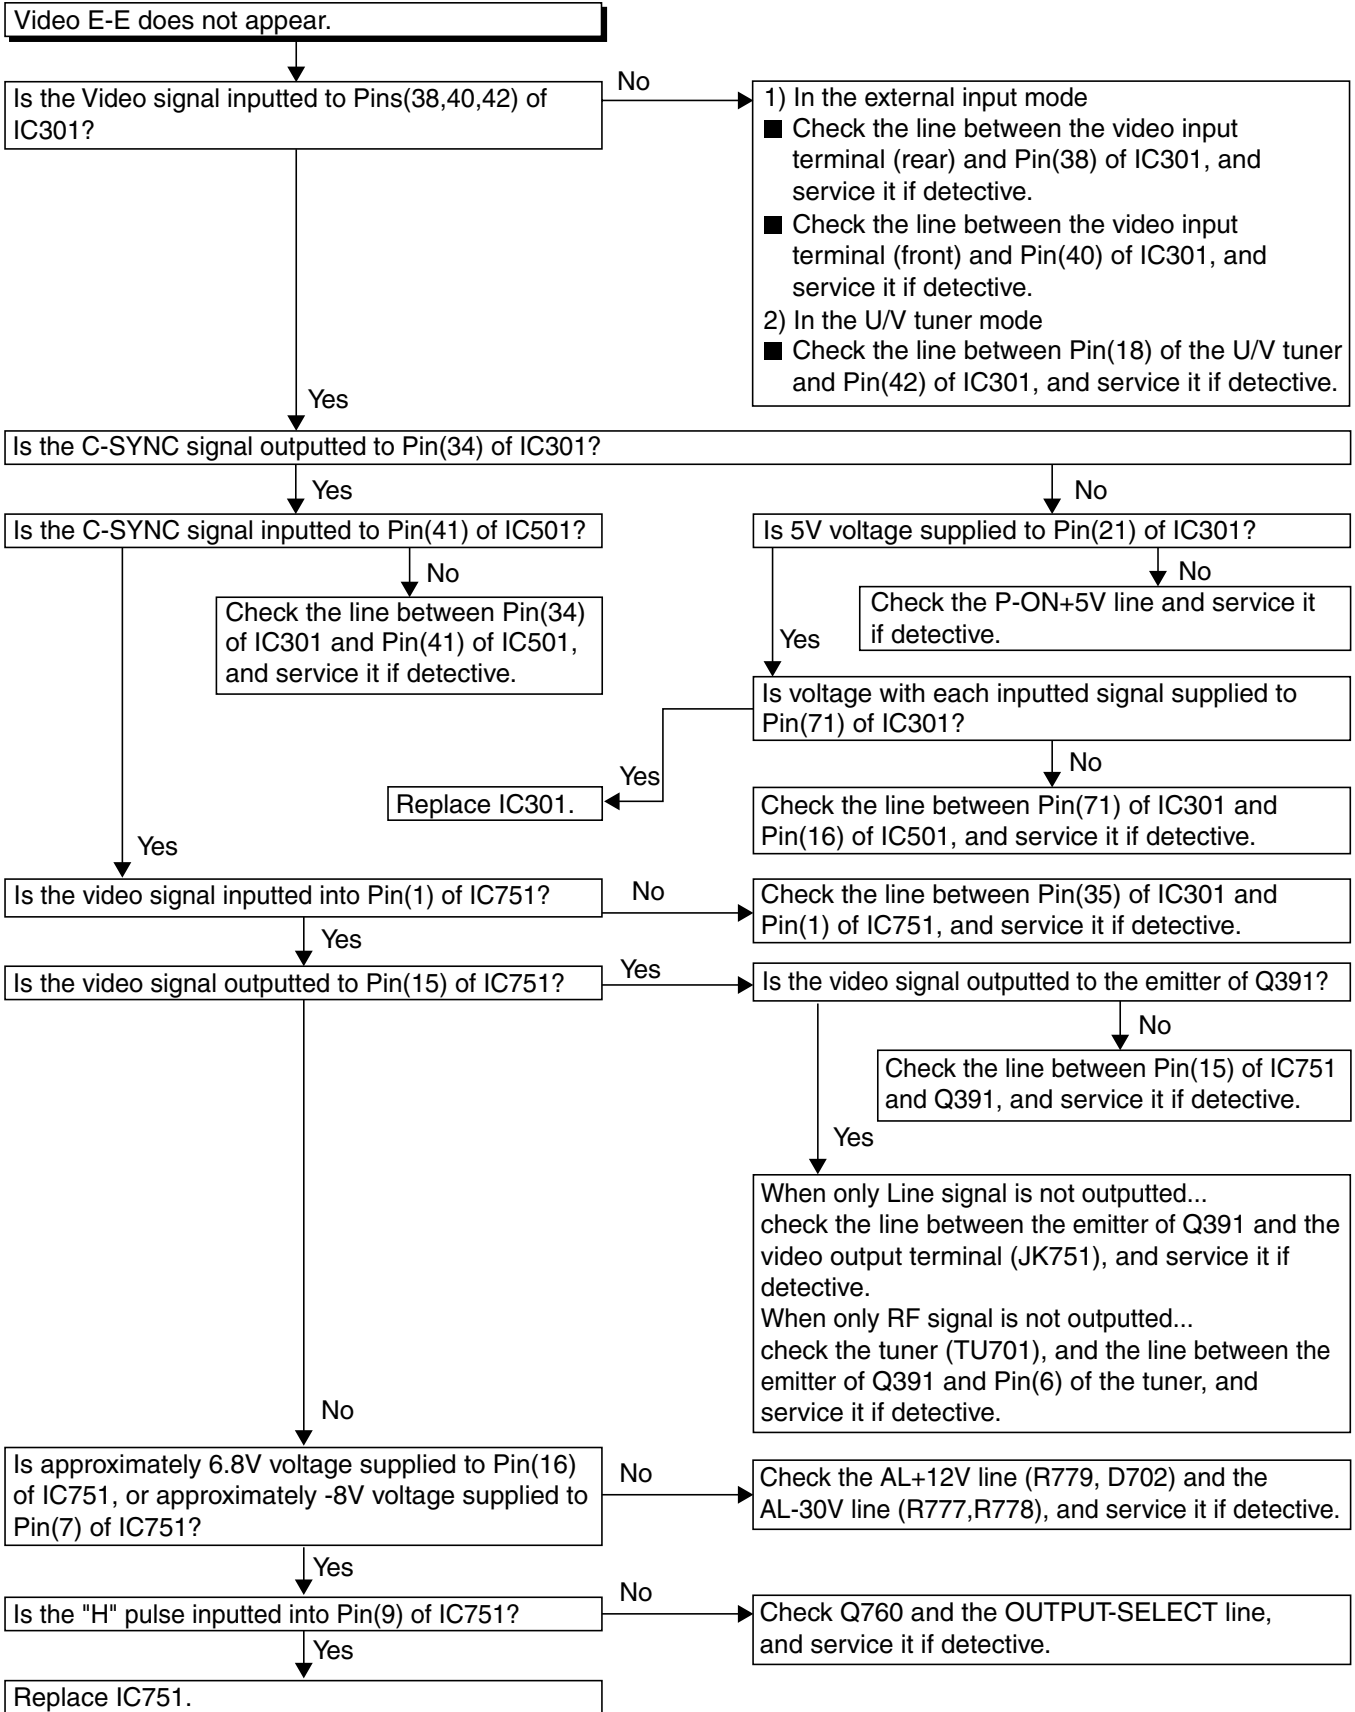 Video E-E does not appear.
Is the Video signal inputted to Pins(38,40,42) of
IC301?
No
1) In the external input mode
■ Check the line between the video input
terminal (rear) and Pin(38) of IC301, and
service it if detective.
■ Check the line between the video input
terminal (front) and Pin(40) of IC301, and
service it if detective.
2) In the U/V tuner mode
■ Check the line between Pin(18) of the U/V tuner
and Pin(42) of IC301, and service it if detective.
Yes
Is the C-SYNC signal outputted to Pin(34) of IC301?
Yes
No
Is the C-SYNC signal inputted to Pin(41) of IC501?
Is 5V voltage supplied to Pin(21) of IC301?
No
No
Check the line between Pin(34)
of IC301 and Pin(41) of IC501,
and service it if detective.
Check the P-ON+5V line and service it
if detective.
Yes
Is voltage with each inputted signal supplied to
Pin(71) of IC301?
Yes
No
Replace IC301.
Check the line between Pin(71) of IC301 and
Pin(16) of IC501, and service it if detective.
Yes
Is the video signal inputted into Pin(1) of IC751?
No
Check the line between Pin(35) of IC301 and
Pin(1) of IC751, and service it if detective.
Yes
Is the video signal outputted to Pin(15) of IC751?
Yes
Is the video signal outputted to the emitter of Q391?
No
Check the line between Pin(15) of IC751
and Q391, and service it if detective.
Yes
When only Line signal is not outputted...
check the line between the emitter of Q391 and the
video output terminal (JK751), and service it if
detective.
When only RF signal is not outputted...
check the tuner (TU701), and the line between the
emitter of Q391 and Pin(6) of the tuner, and
service it if detective.
No
Is approximately 6.8V voltage supplied to Pin(16)
of IC751, or approximately -8V voltage supplied to
Pin(7) of IC751?
No
Check the AL+12V line (R779, D702) and the
AL-30V line (R777,R778), and service it if detective.
Yes
Is the "H" pulse inputted into Pin(9) of IC751?
No
Check Q760 and the OUTPUT-SELECT line,
and service it if detective.
Yes
Replace IC751.